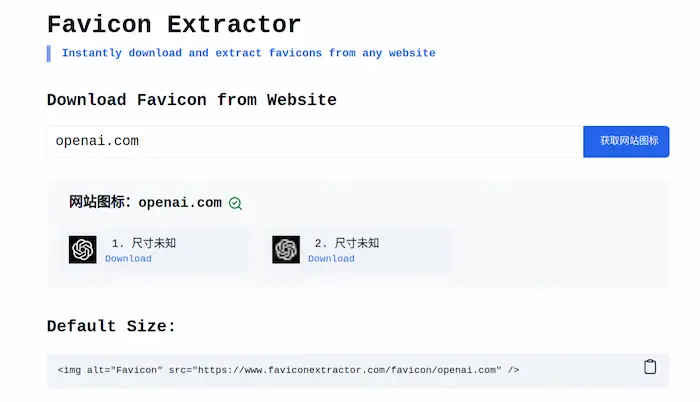 Favicon Extractor
Instantly download and extract favicons from any website
Download Favicon from Website
openai.com
获取网站图标
网站图标：openai.com
1. 尺寸未知
Download
2. 尺寸未知
Download
Default Size:
<img alt="Favicon" src="https://www.faviconextractor.com/favicon/openai.com" />